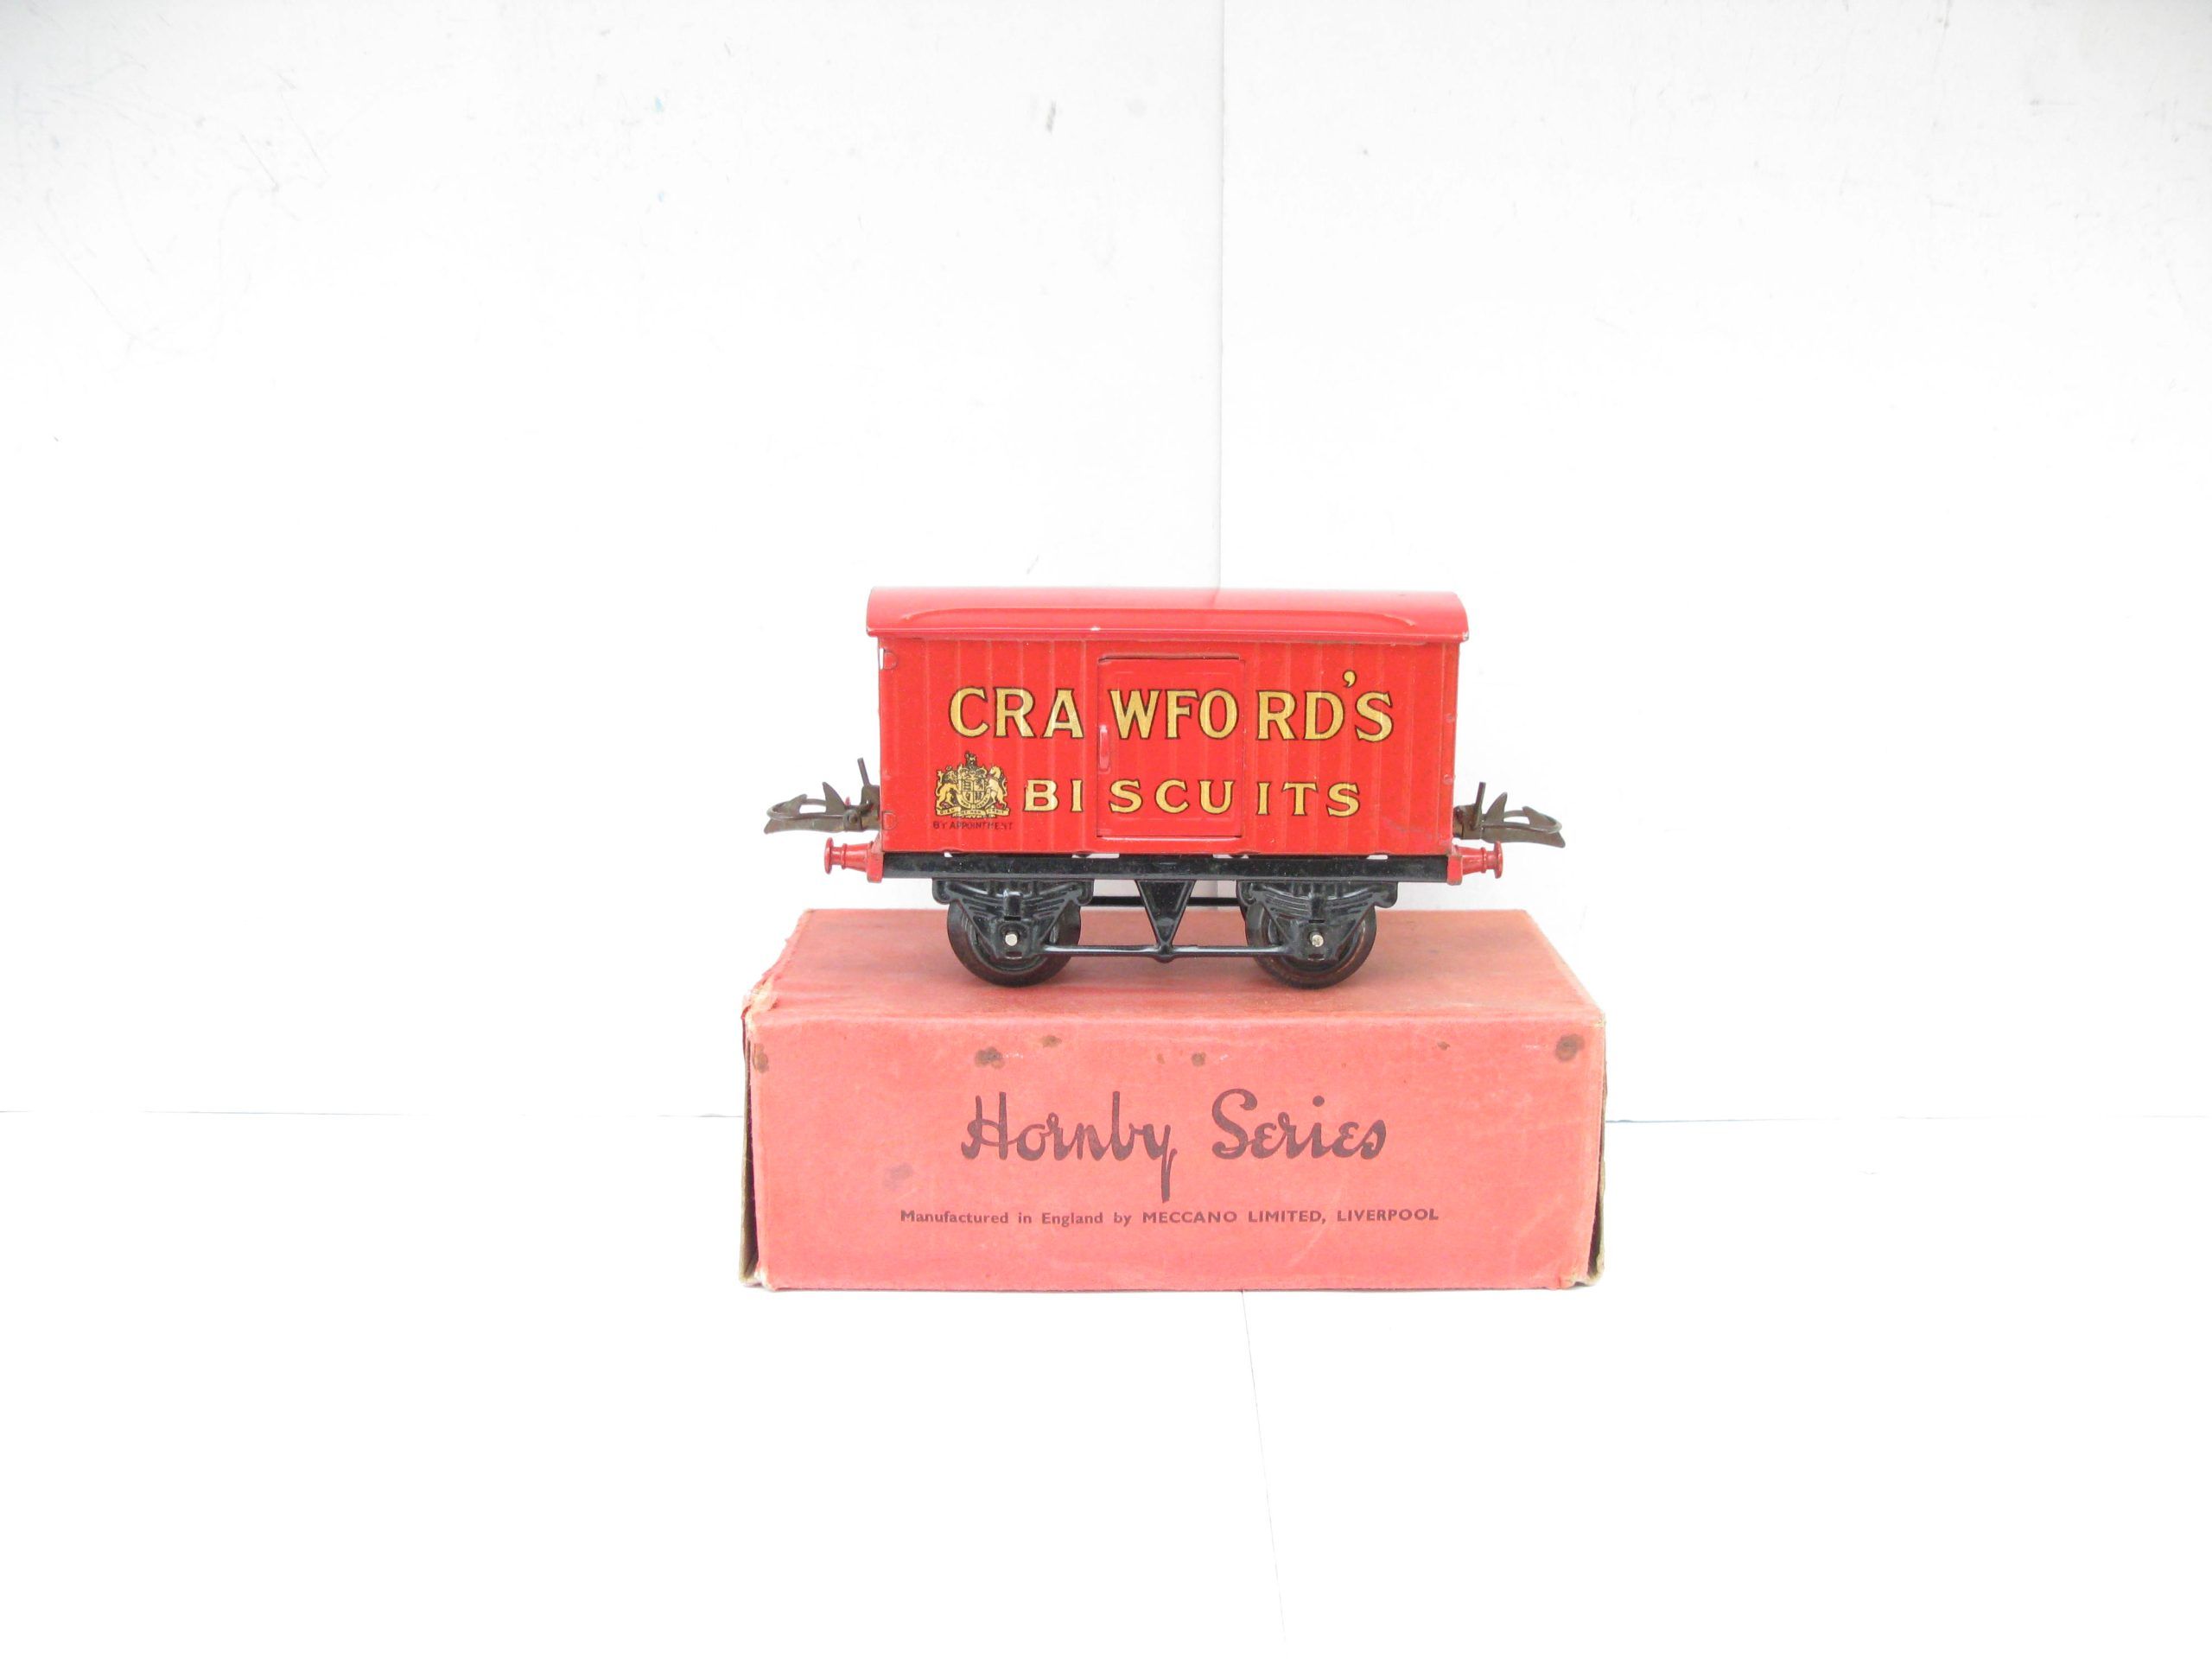 CRAWFORD'S
BISCUITS
BY APPOINTMENT
Hornby Series
Manufactured in England by MECCANO LIMITED, LIVERPOOL